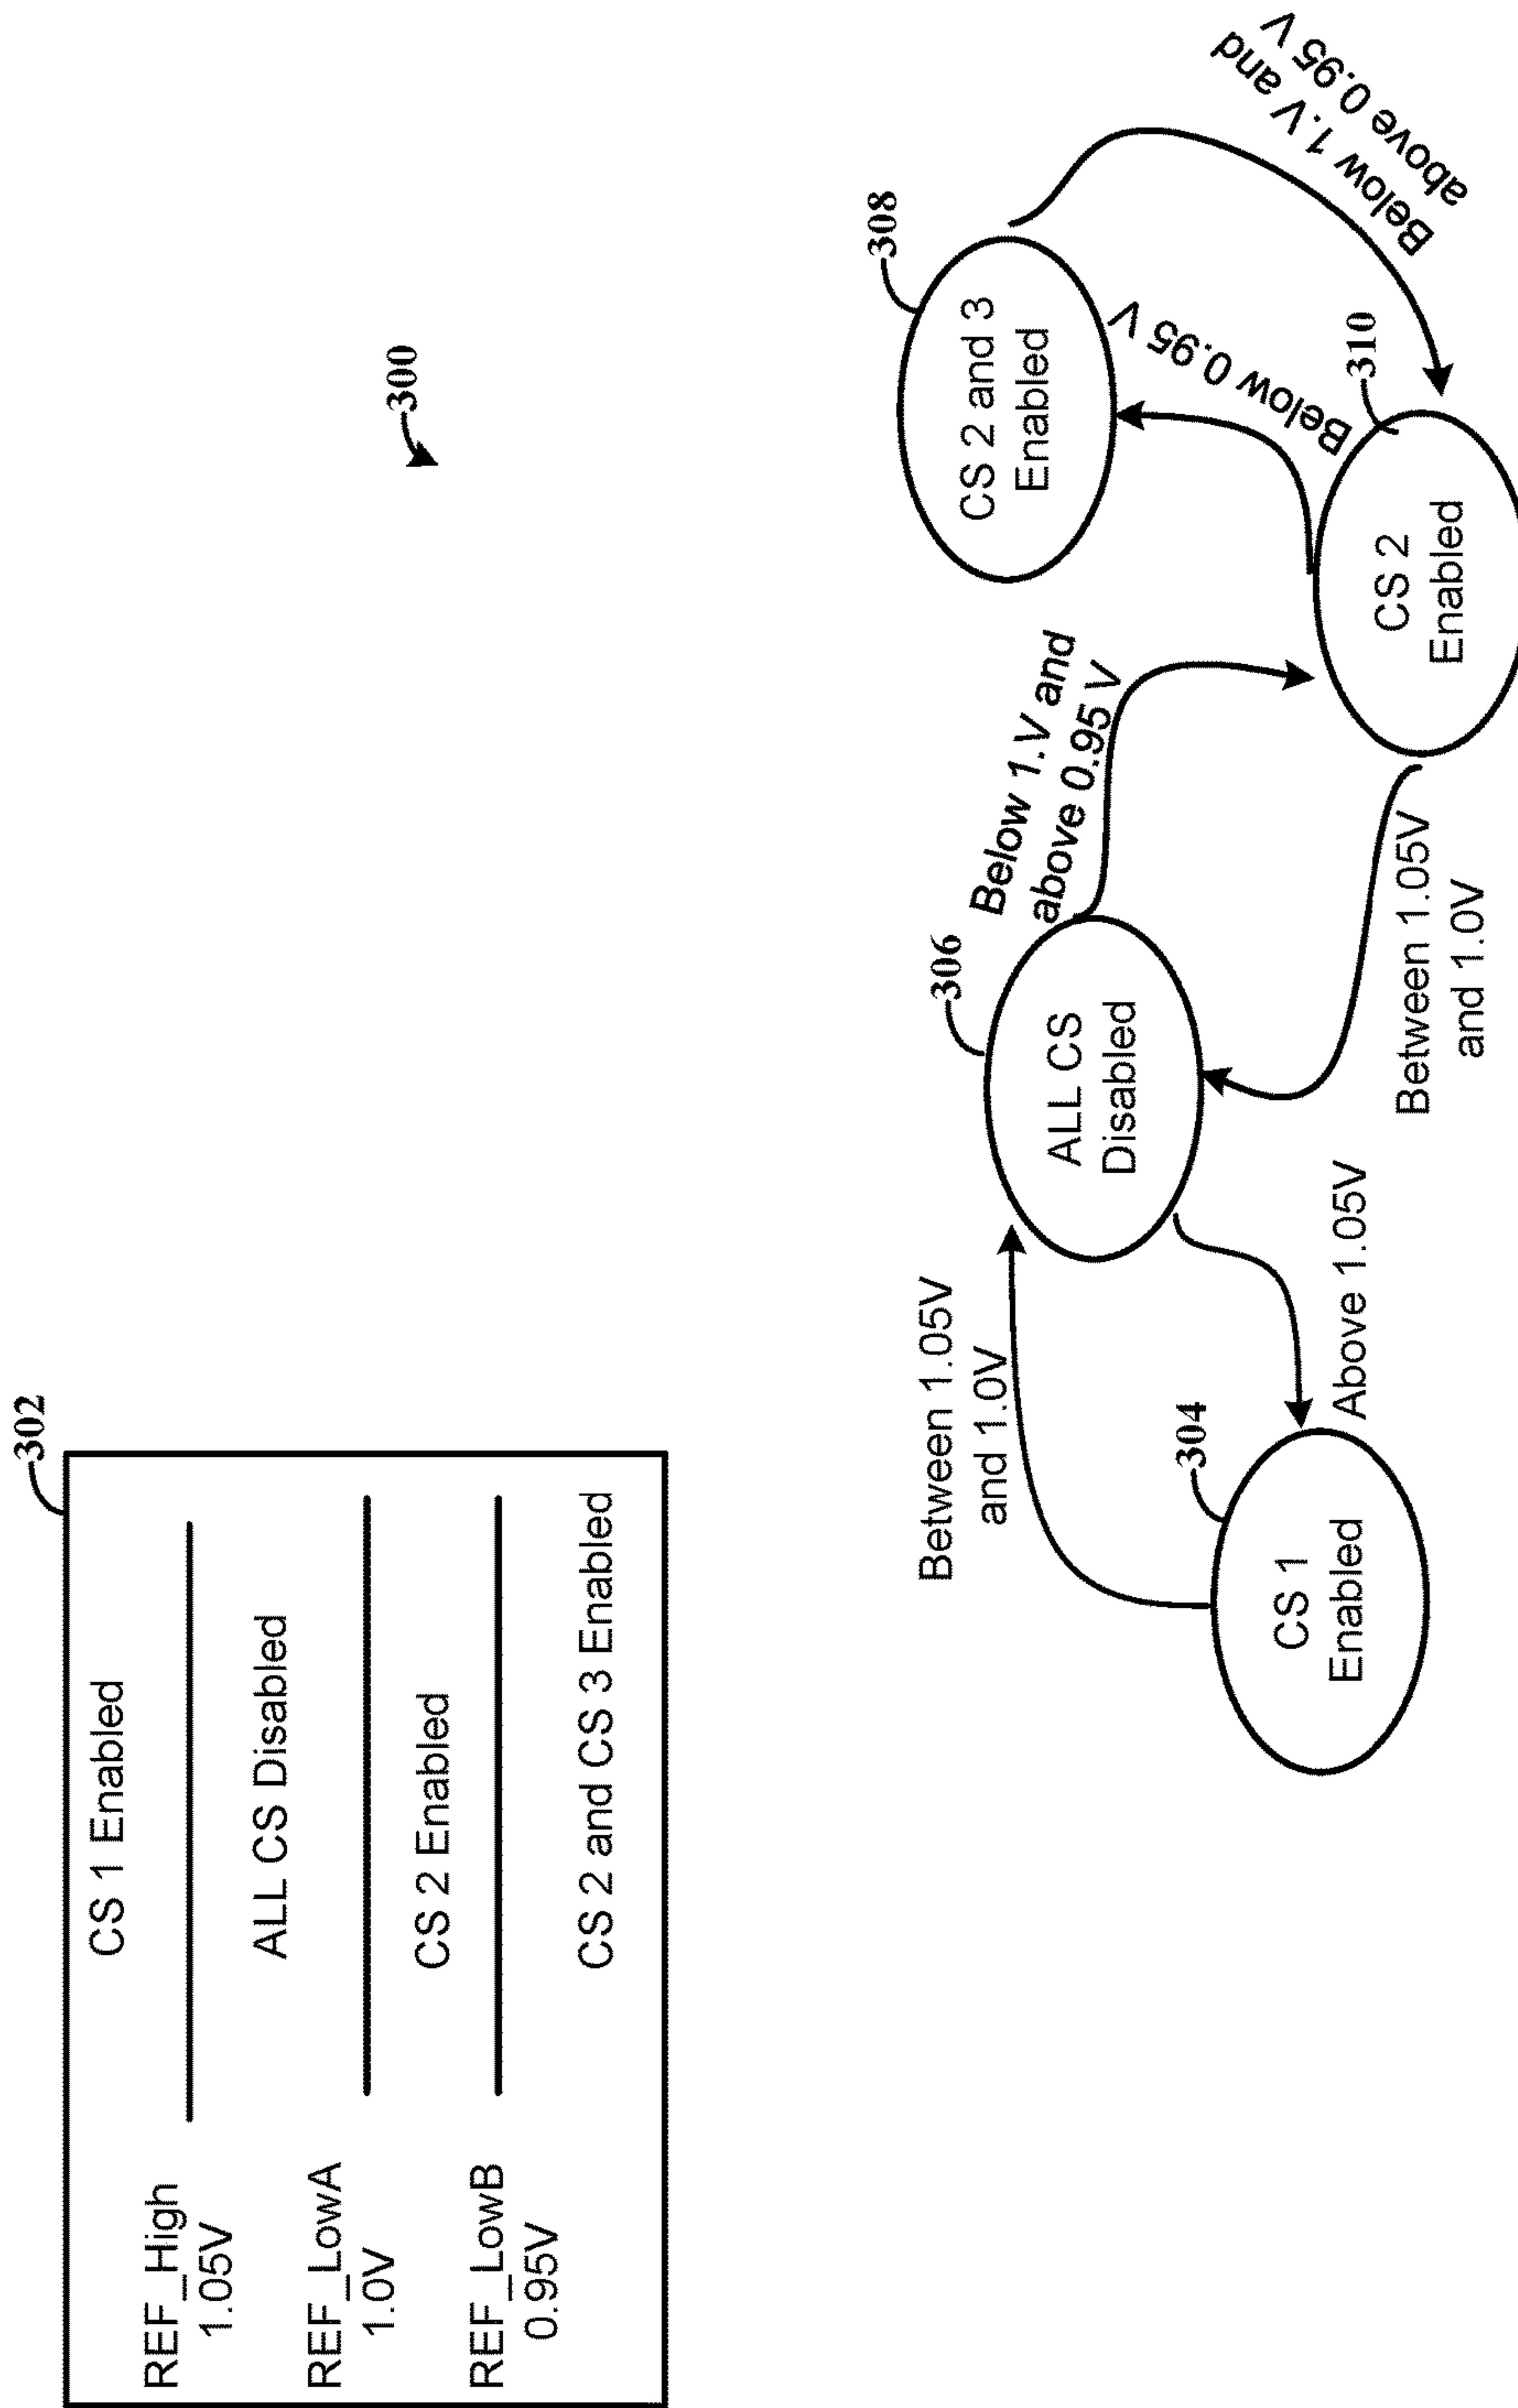 300
302
CS 1 Enabled
REF_High
1.05V
ALL CS Disabled
REF_LowA
1.0V
CS 2 Enabled
REF_LowB
0.95V
CS 2 and CS 3 Enabled
308
CS 2 and 3
Enabled
Below 1.V and
above 0.95 V
Below 0.95 V
310
CS 2
Enabled
306
ALL CS
Disabled
Below 1.V and
above 0.95 V
Between 1.05V
and 1.0V
Between 1.05V
and 1.0V
Above 1.05V
304
CS 1
Enabled